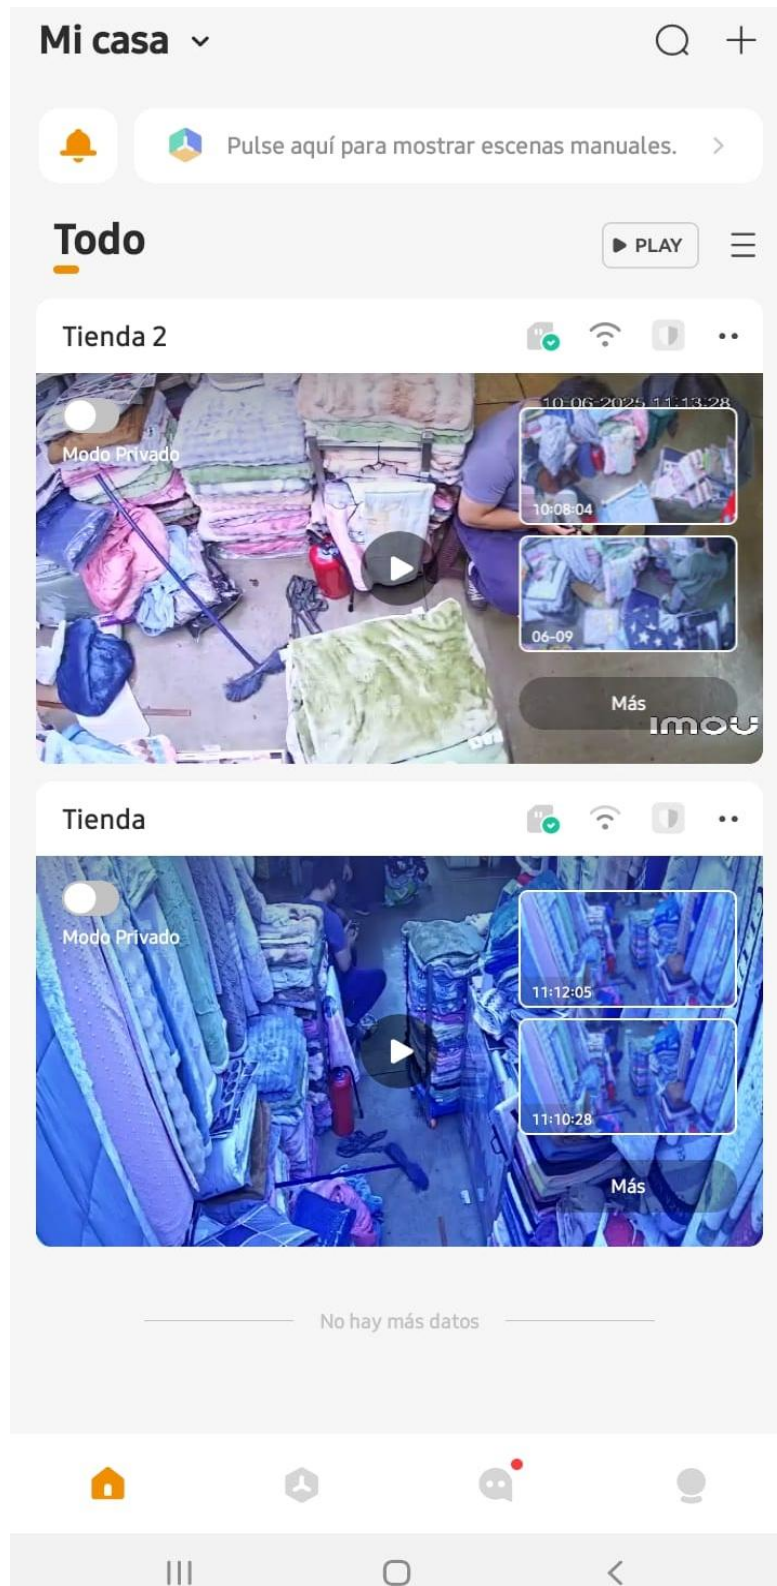 Mi casa
Pulse aquí para mostrar escenas manuales.
Todo
PLAY
Tienda 2
10-06-2025 11:13:28
Modo Privado
10:08:04
06-09
Más
imou
Tienda
Modo Privado
11:12:05
11:10:28
Más
No hay más datos